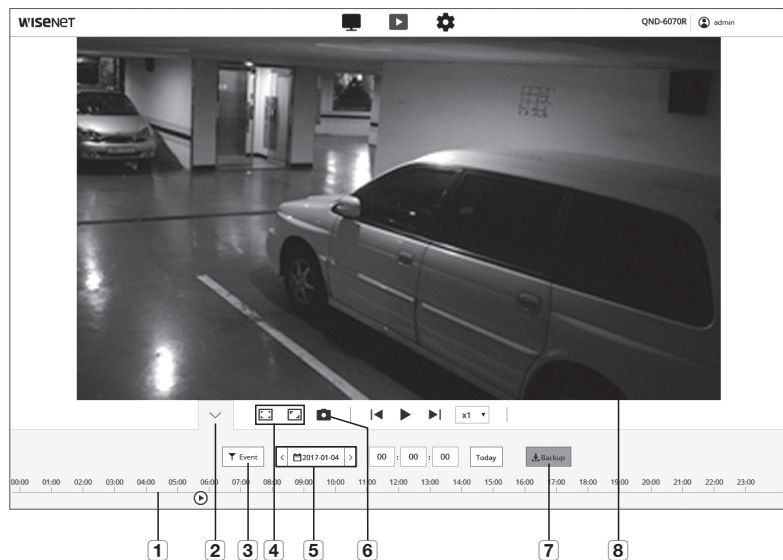 WISENET
QND-6070R admin
x1
Event
2017-01-04
00 : 00 : 00
Today
Backup
00:00 01:00 02:00 03:00 04:00 05:00 06:00 07:00 08:00 09:00 10:00 11:00 12:00 13:00 14:00 15:00 16:00 17:00 18:00 19:00 20:00 21:00 22:00 23:00
1 2 3 4 5 6 7 8